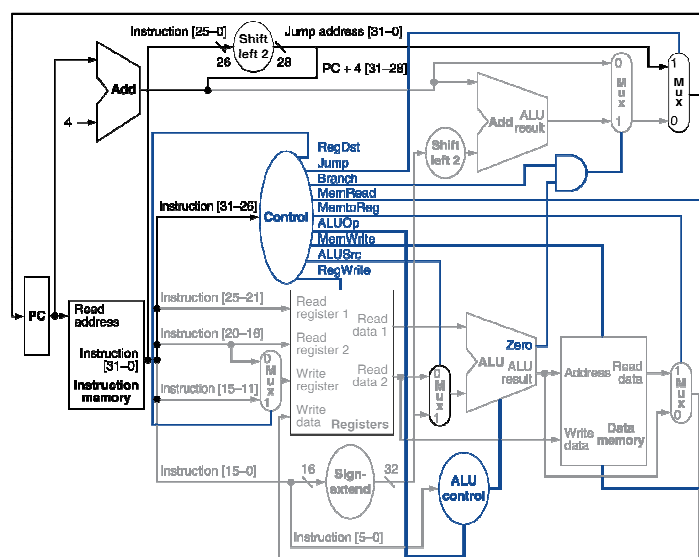 Instruction [25–0]
Shift
left 2
Jump address [31–0]
26
28
PC + 4 [31–28]
Add
4
0
M
u
x
1
1
M
u
x
0
Add
ALU
result
Shift
left 2
RegDst
Jump
Branch
MemRead
MemtoReg
ALUOp
MemWrite
ALUSrc
RegWrite
Control
Instruction [31–26]
PC
Read
address
Instruction
[31–0]
Instruction
memory
Instruction [25–21]
Instruction [20–16]
Instruction [15–11]
0
M
u
x
1
Read
register 1
Read
register 2
Write
register
Write
data
Read
data 1
Read
data 2
Registers
0
M
u
x
1
Zero
ALU
ALU
result
Address
Read
data
Write
data
Data
memory
1
M
u
x
0
Instruction [15–0]
16
Sign-
extend
32
ALU
control
Instruction [5–0]